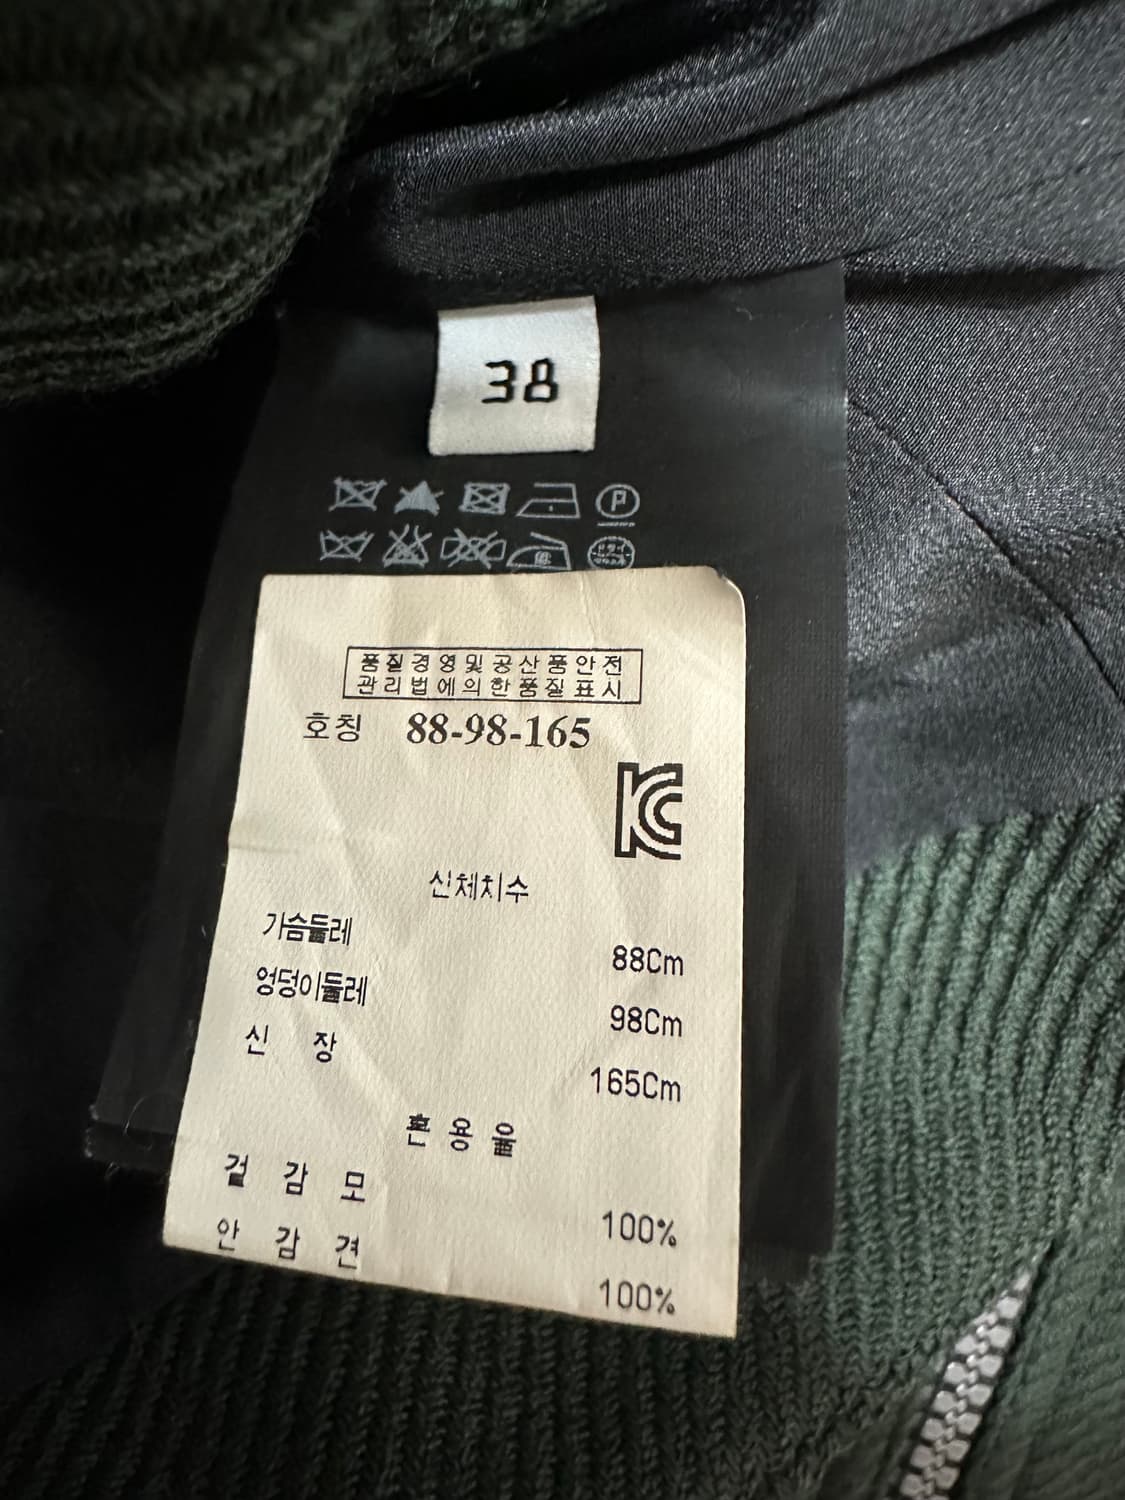 38
P
품질경영및공산품안전
관리법에의한품질표시
호칭 88-98-165
신체치수
가슴둘레 88Cm
엉덩이둘레 98Cm
신 장 165Cm
혼 용 율
겉 감 모 100%
안 감 견 100%